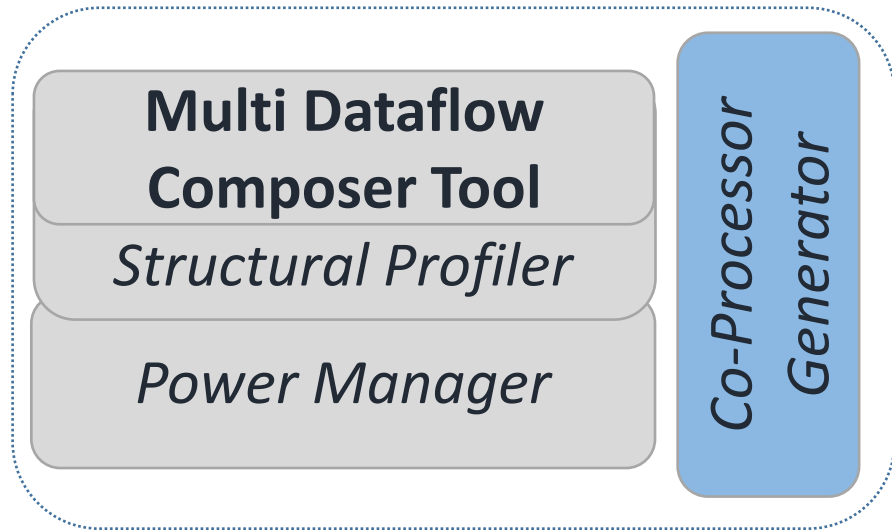 Multi Dataflow
Composer Tool
Structural Profiler
Power Manager
Co-Processor
Generator